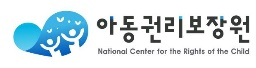 아동권리보장원
National Center for the Rights of the Child